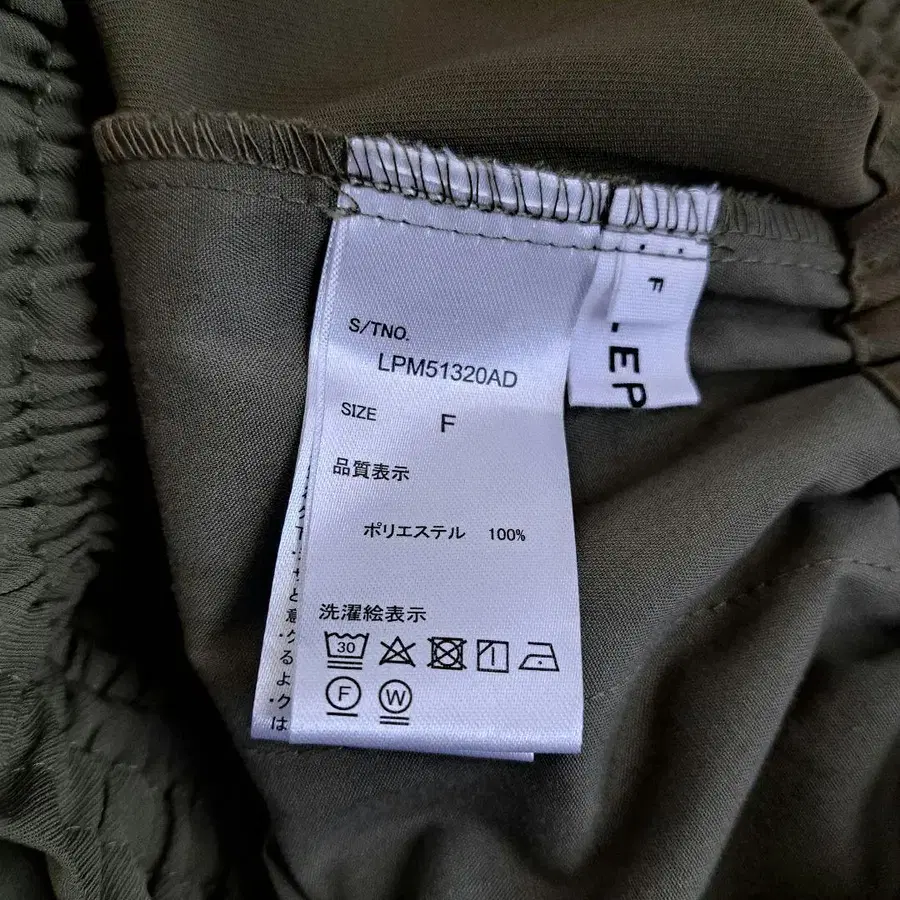 S/TNO.
LPM51320AD
SIZE F
品質表示
ポリエステル 100%
洗濯絵表示
30
F W
F
.EP